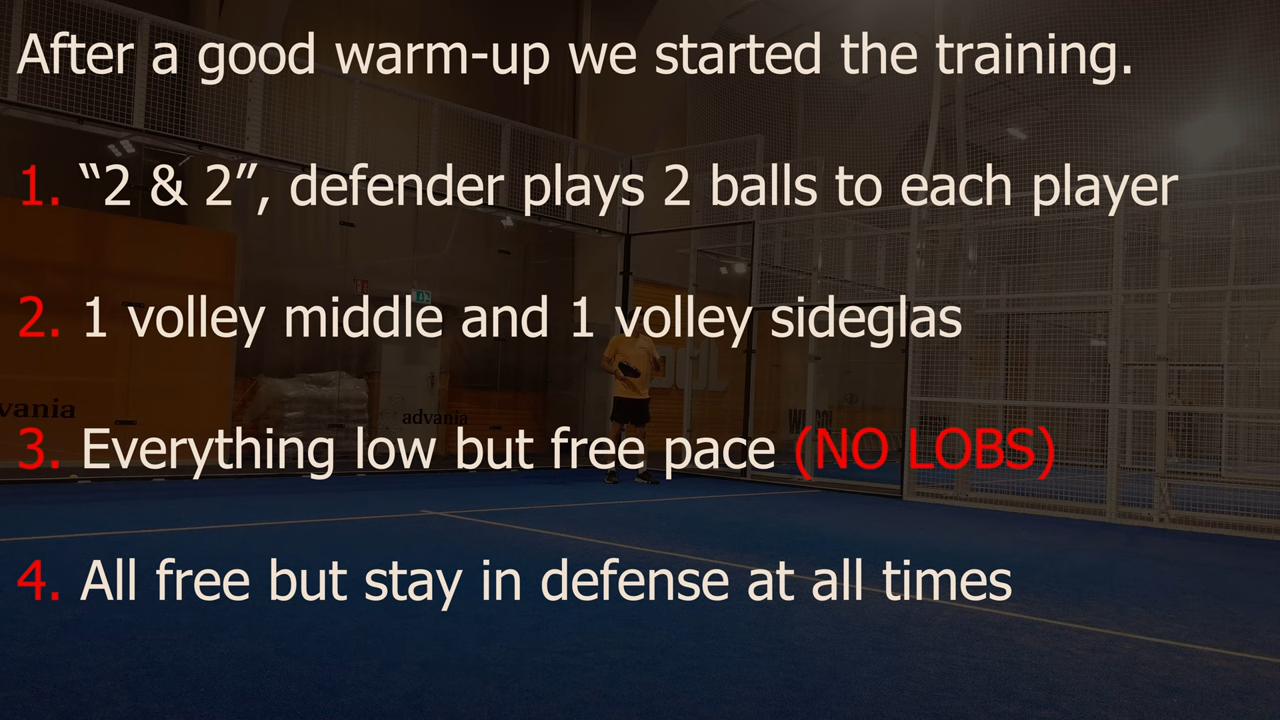 After a good warm-up we started the training.
1. “2 & 2”, defender plays 2 balls to each player
2. 1 volley middle and 1 volley sideglas
3. Everything low but free pace (NO LOBS)
vania
advania
4. All free but stay in defense at all times